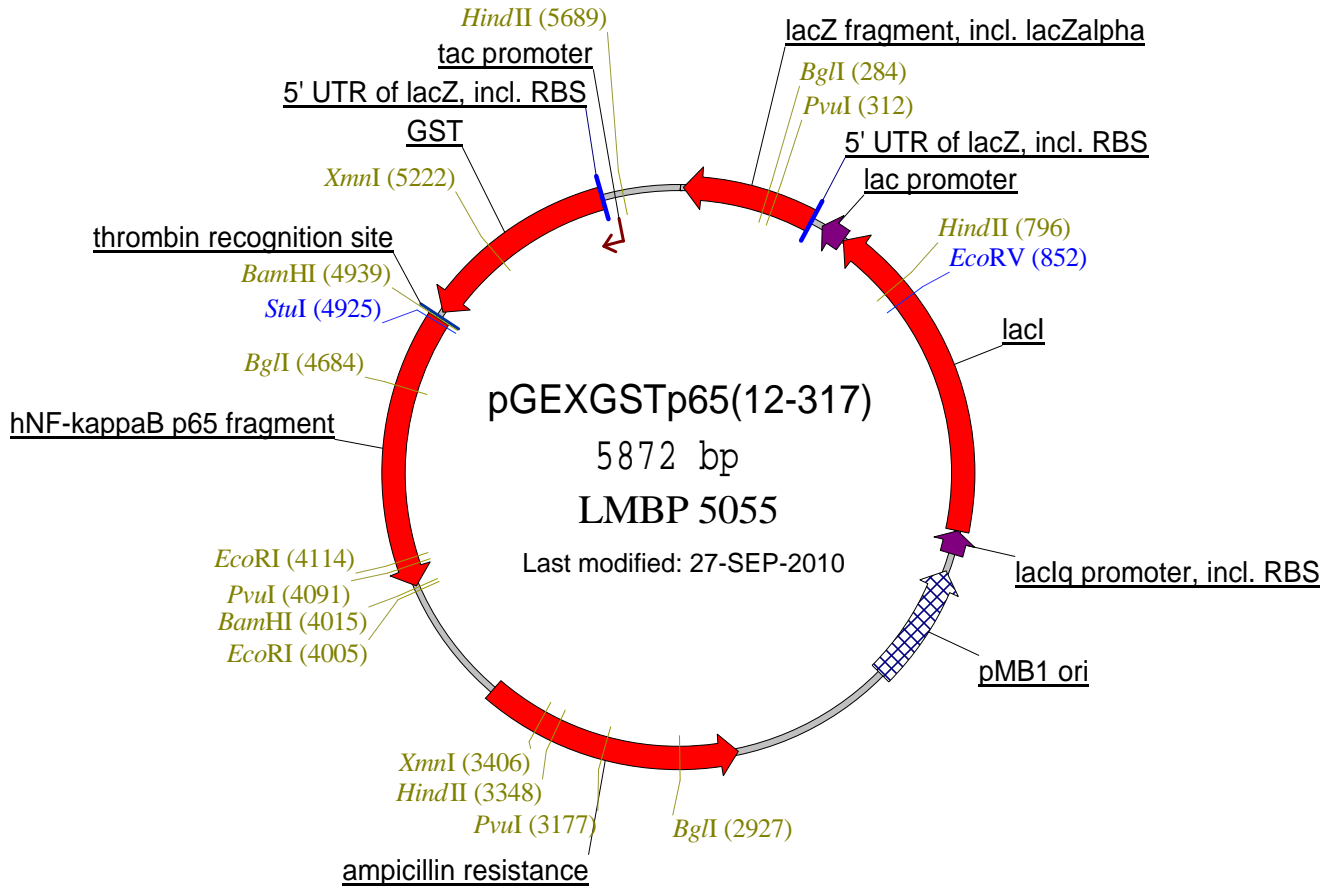 HindII (5689)
lacZ fragment, incl. lacZalpha
tac promoter
BglI (284)
5' UTR of lacZ, incl. RBS
PvuI (312)
GST
5' UTR of lacZ, incl. RBS
XmnI (5222)
lac promoter
thrombin recognition site
HindII (796)
BamHI (4939)
EcoRV (852)
StuI (4925)
lacI
BglI (4684)
pGEXGSTp65(12-317)
hNF-kappaB p65 fragment
5872 bp
LMBP 5055
Last modified: 27-SEP-2010
EcoRI (4114)
lacIq promoter, incl. RBS
PvuI (4091)
BamHI (4015)
EcoRI (4005)
pMB1 ori
XmnI (3406)
HindII (3348)
PvuI (3177)
BglI (2927)
ampicillin resistance